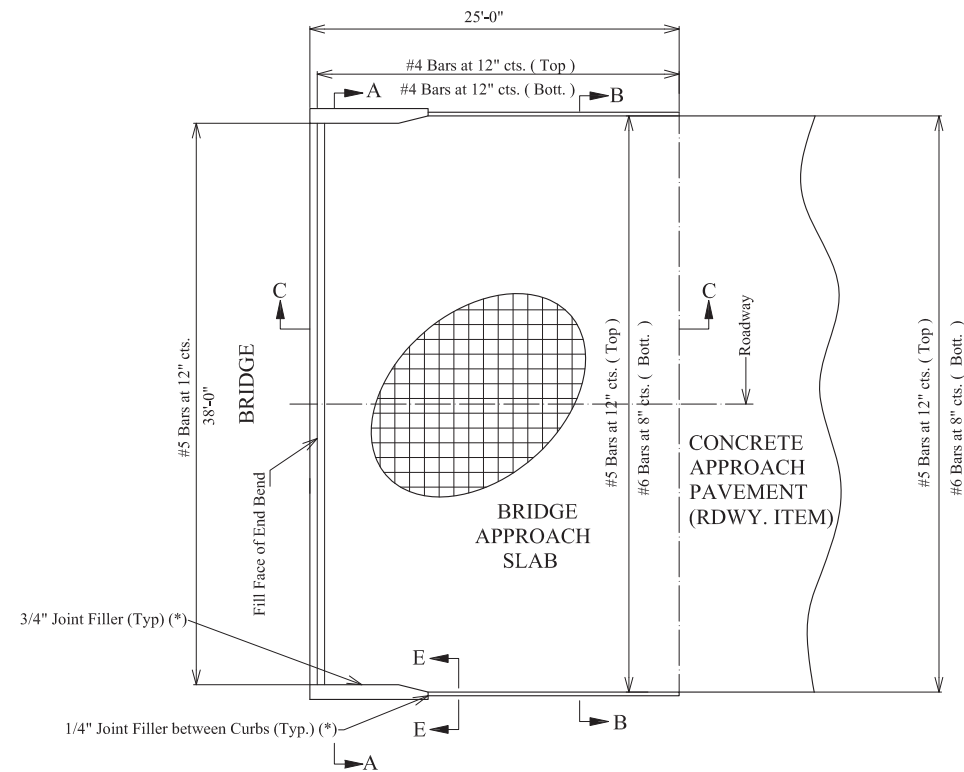 25'-0"
#4 Bars at 12" cts. ( Top )
#4 Bars at 12" cts. ( Bott. )
A
B
C
C
#5 Bars at 12" cts.
38'-0"
BRIDGE
Fill Face of End Bend
#5 Bars at 12" cts. ( Top )
#6 Bars at 8" cts. ( Bott. )
Roadway
CONCRETE
APPROACH
PAVEMENT
(RDWY. ITEM)
#5 Bars at 12" cts. ( Top )
#6 Bars at 8" cts. ( Bott. )
BRIDGE
APPROACH
SLAB
3/4" Joint Filler (Typ) (*)
E
1/4" Joint Filler between Curbs (Typ.) (*)
E
B
A